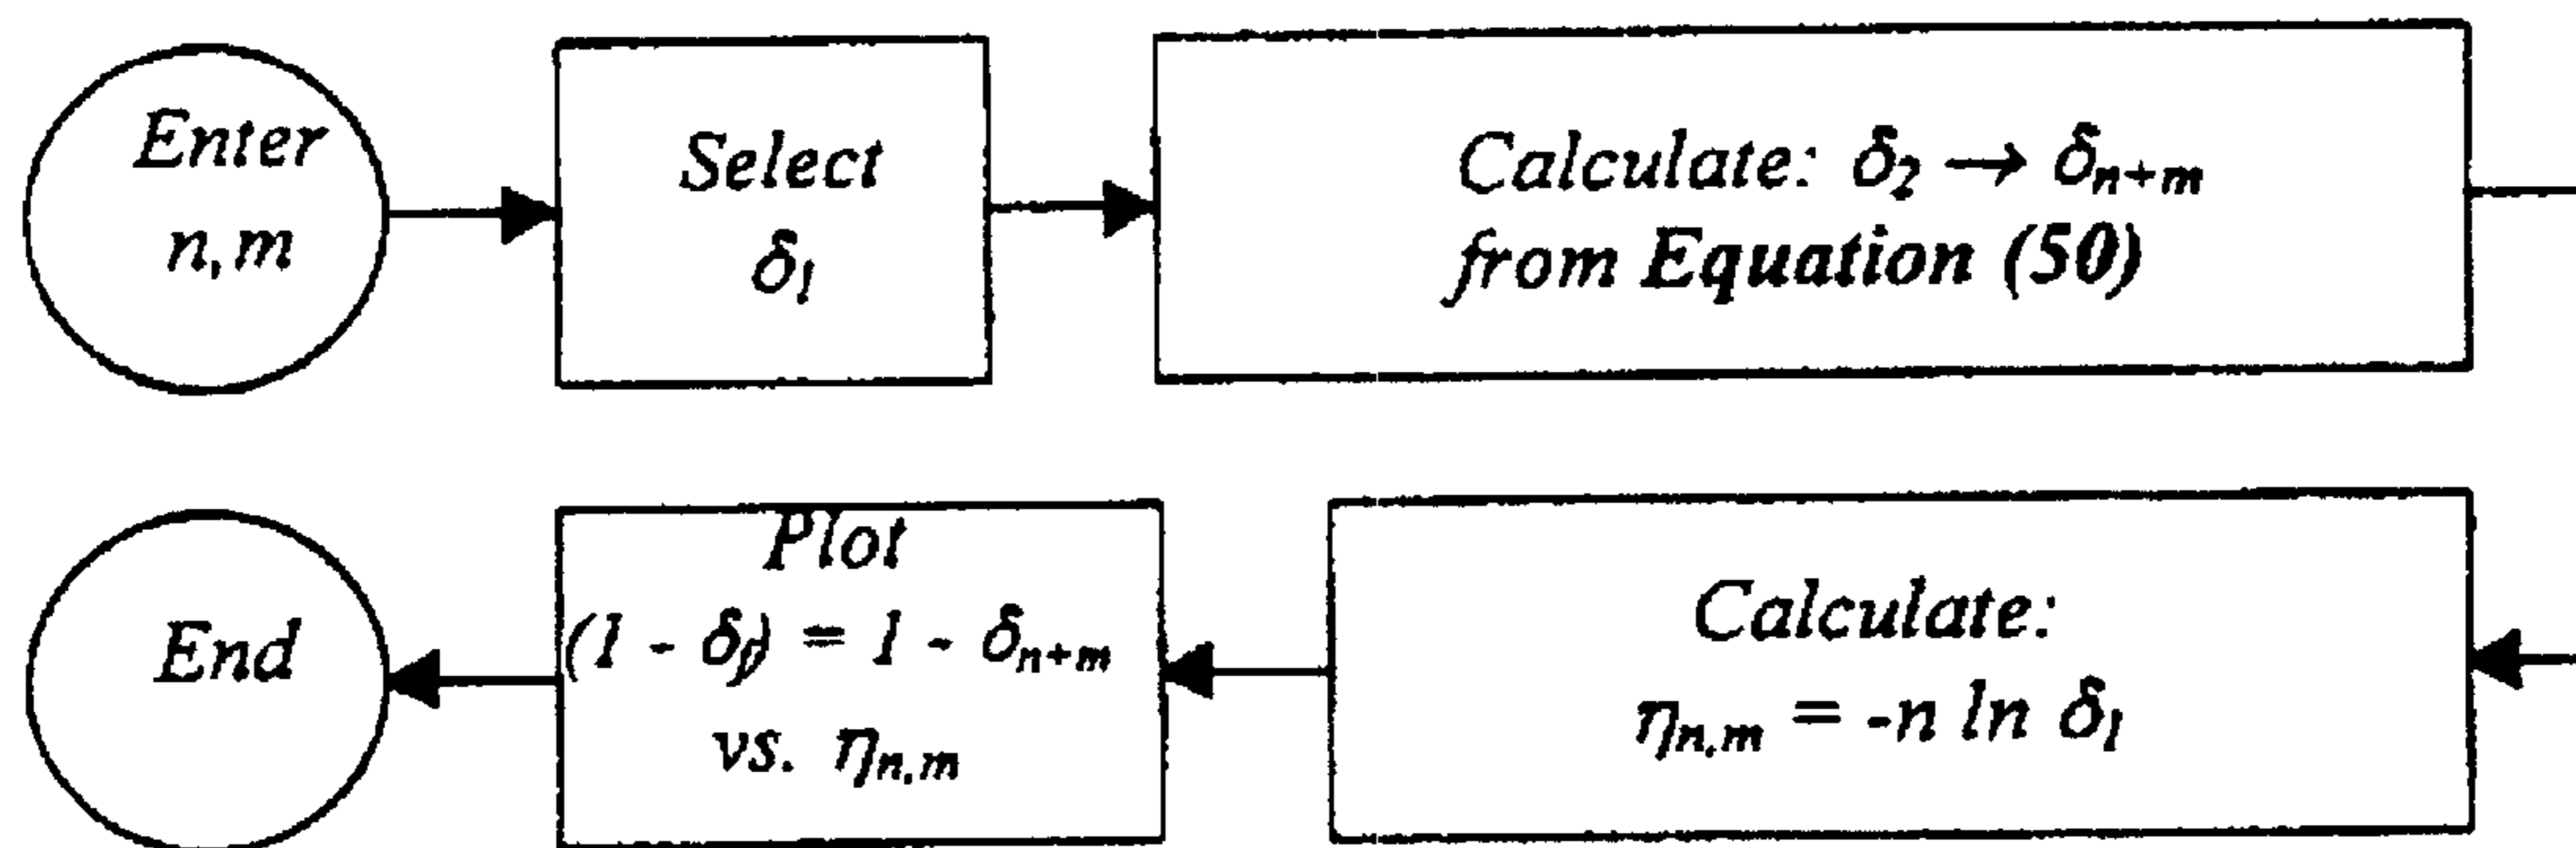 Enter
n, m
Select
δ₁
Calculate: δ₂ → δₙ₊ₘ
from Equation (50)
Calculate:
ηₙ,ₘ = -n ln δ₁
Plot
(1 - δf) = 1 - δₙ₊ₘ
vs. ηₙ,ₘ
End